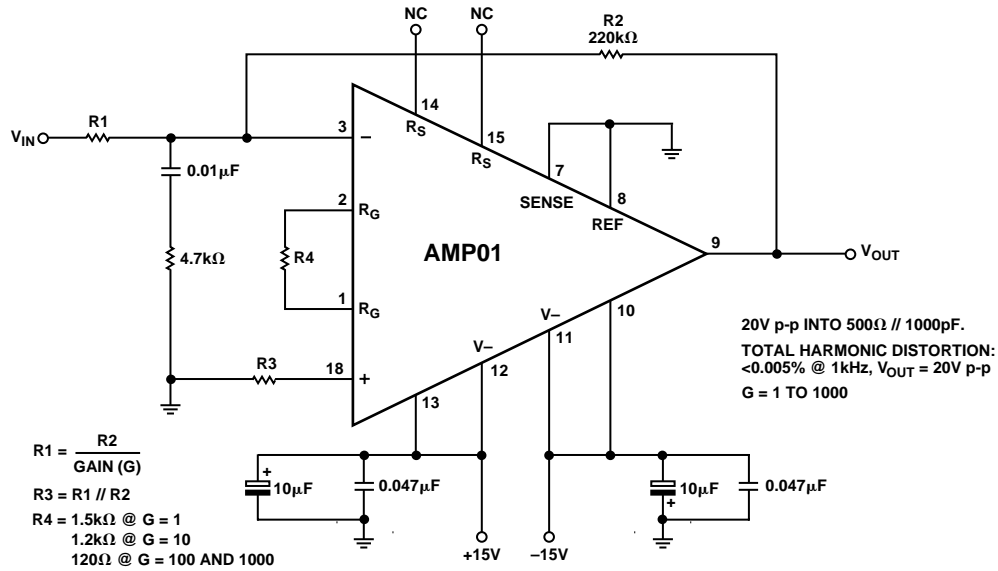 NC
NC
R2
220kΩ
VIN
R1
3
–
14
RS
15
RS
0.01μF
7
SENSE
8
REF
2
RG
R4
AMP01
9
VOUT
4.7kΩ
1
RG
V–
11
10
V–
12
R3
18
+
13
20V p-p INTO 500Ω // 1000pF.
TOTAL HARMONIC DISTORTION:
<0.005% @ 1kHz, VOUT = 20V p-p
G = 1 TO 1000
R1 = R2
GAIN (G)
R3 = R1 // R2
R4 = 1.5kΩ @ G = 1
1.2kΩ @ G = 10
120Ω @ G = 100 AND 1000
+
10μF
0.047μF
10μF
+
0.047μF
+15V
–15V